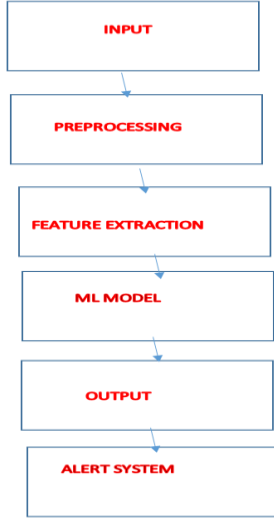 INPUT
PREPROCESSING
FEATURE EXTRACTION
ML MODEL
OUTPUT
ALERT SYSTEM